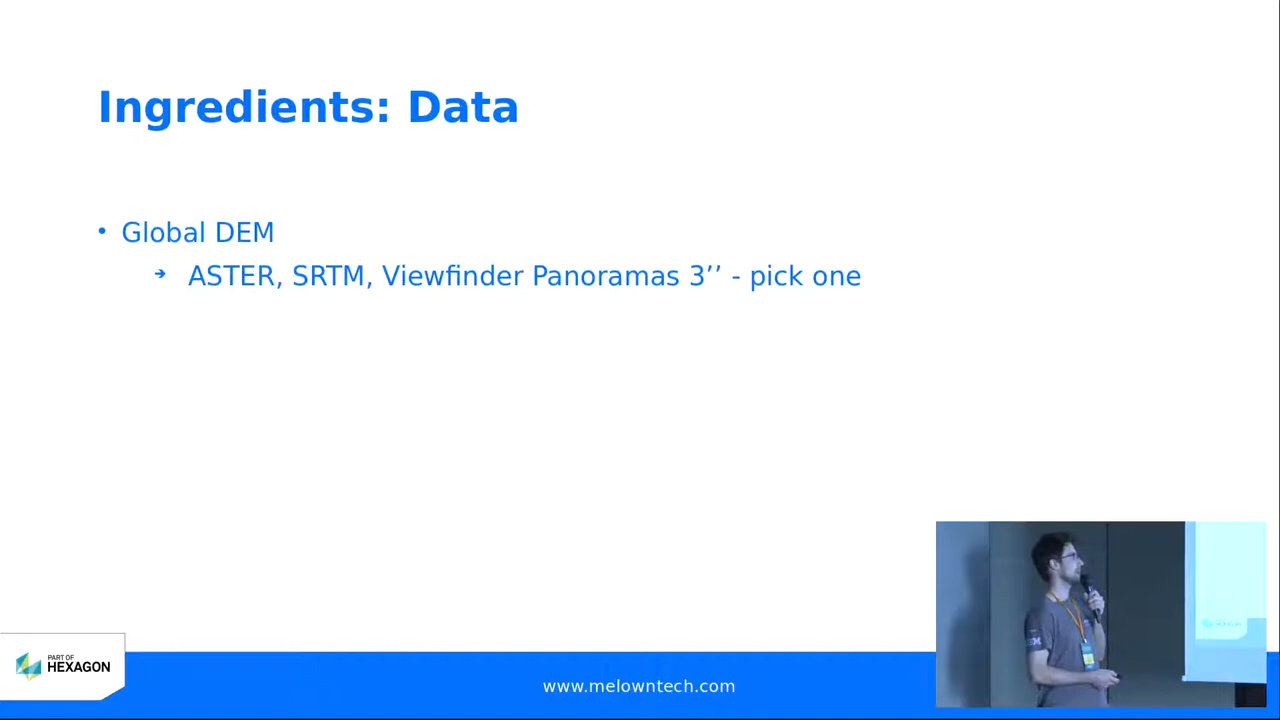 Ingredients: Data
• Global DEM
➔ ASTER, SRTM, Viewfinder Panoramas 3’’ - pick one
PART OF
HEXAGON
www.melowntech.com